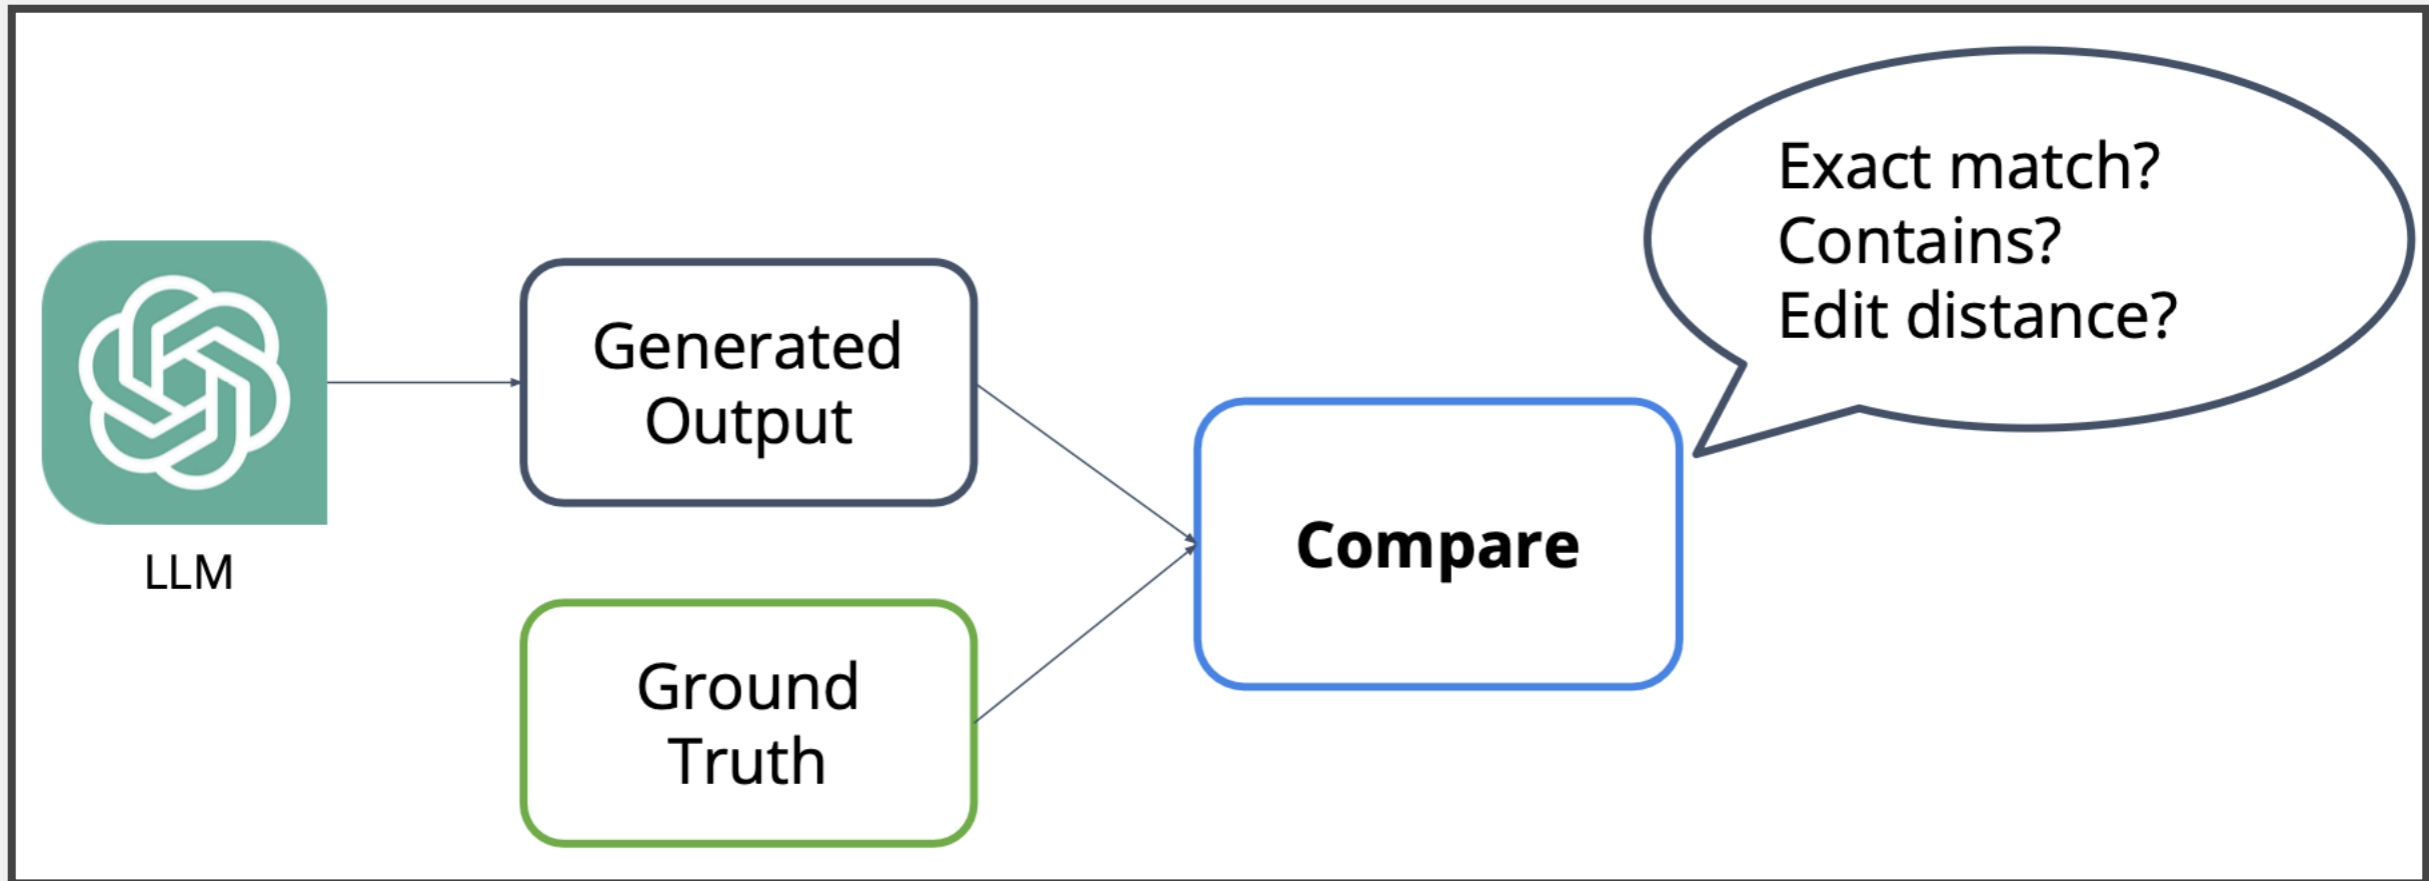 LLM
Generated
Output
Ground
Truth
Compare
Exact match?
Contains?
Edit distance?